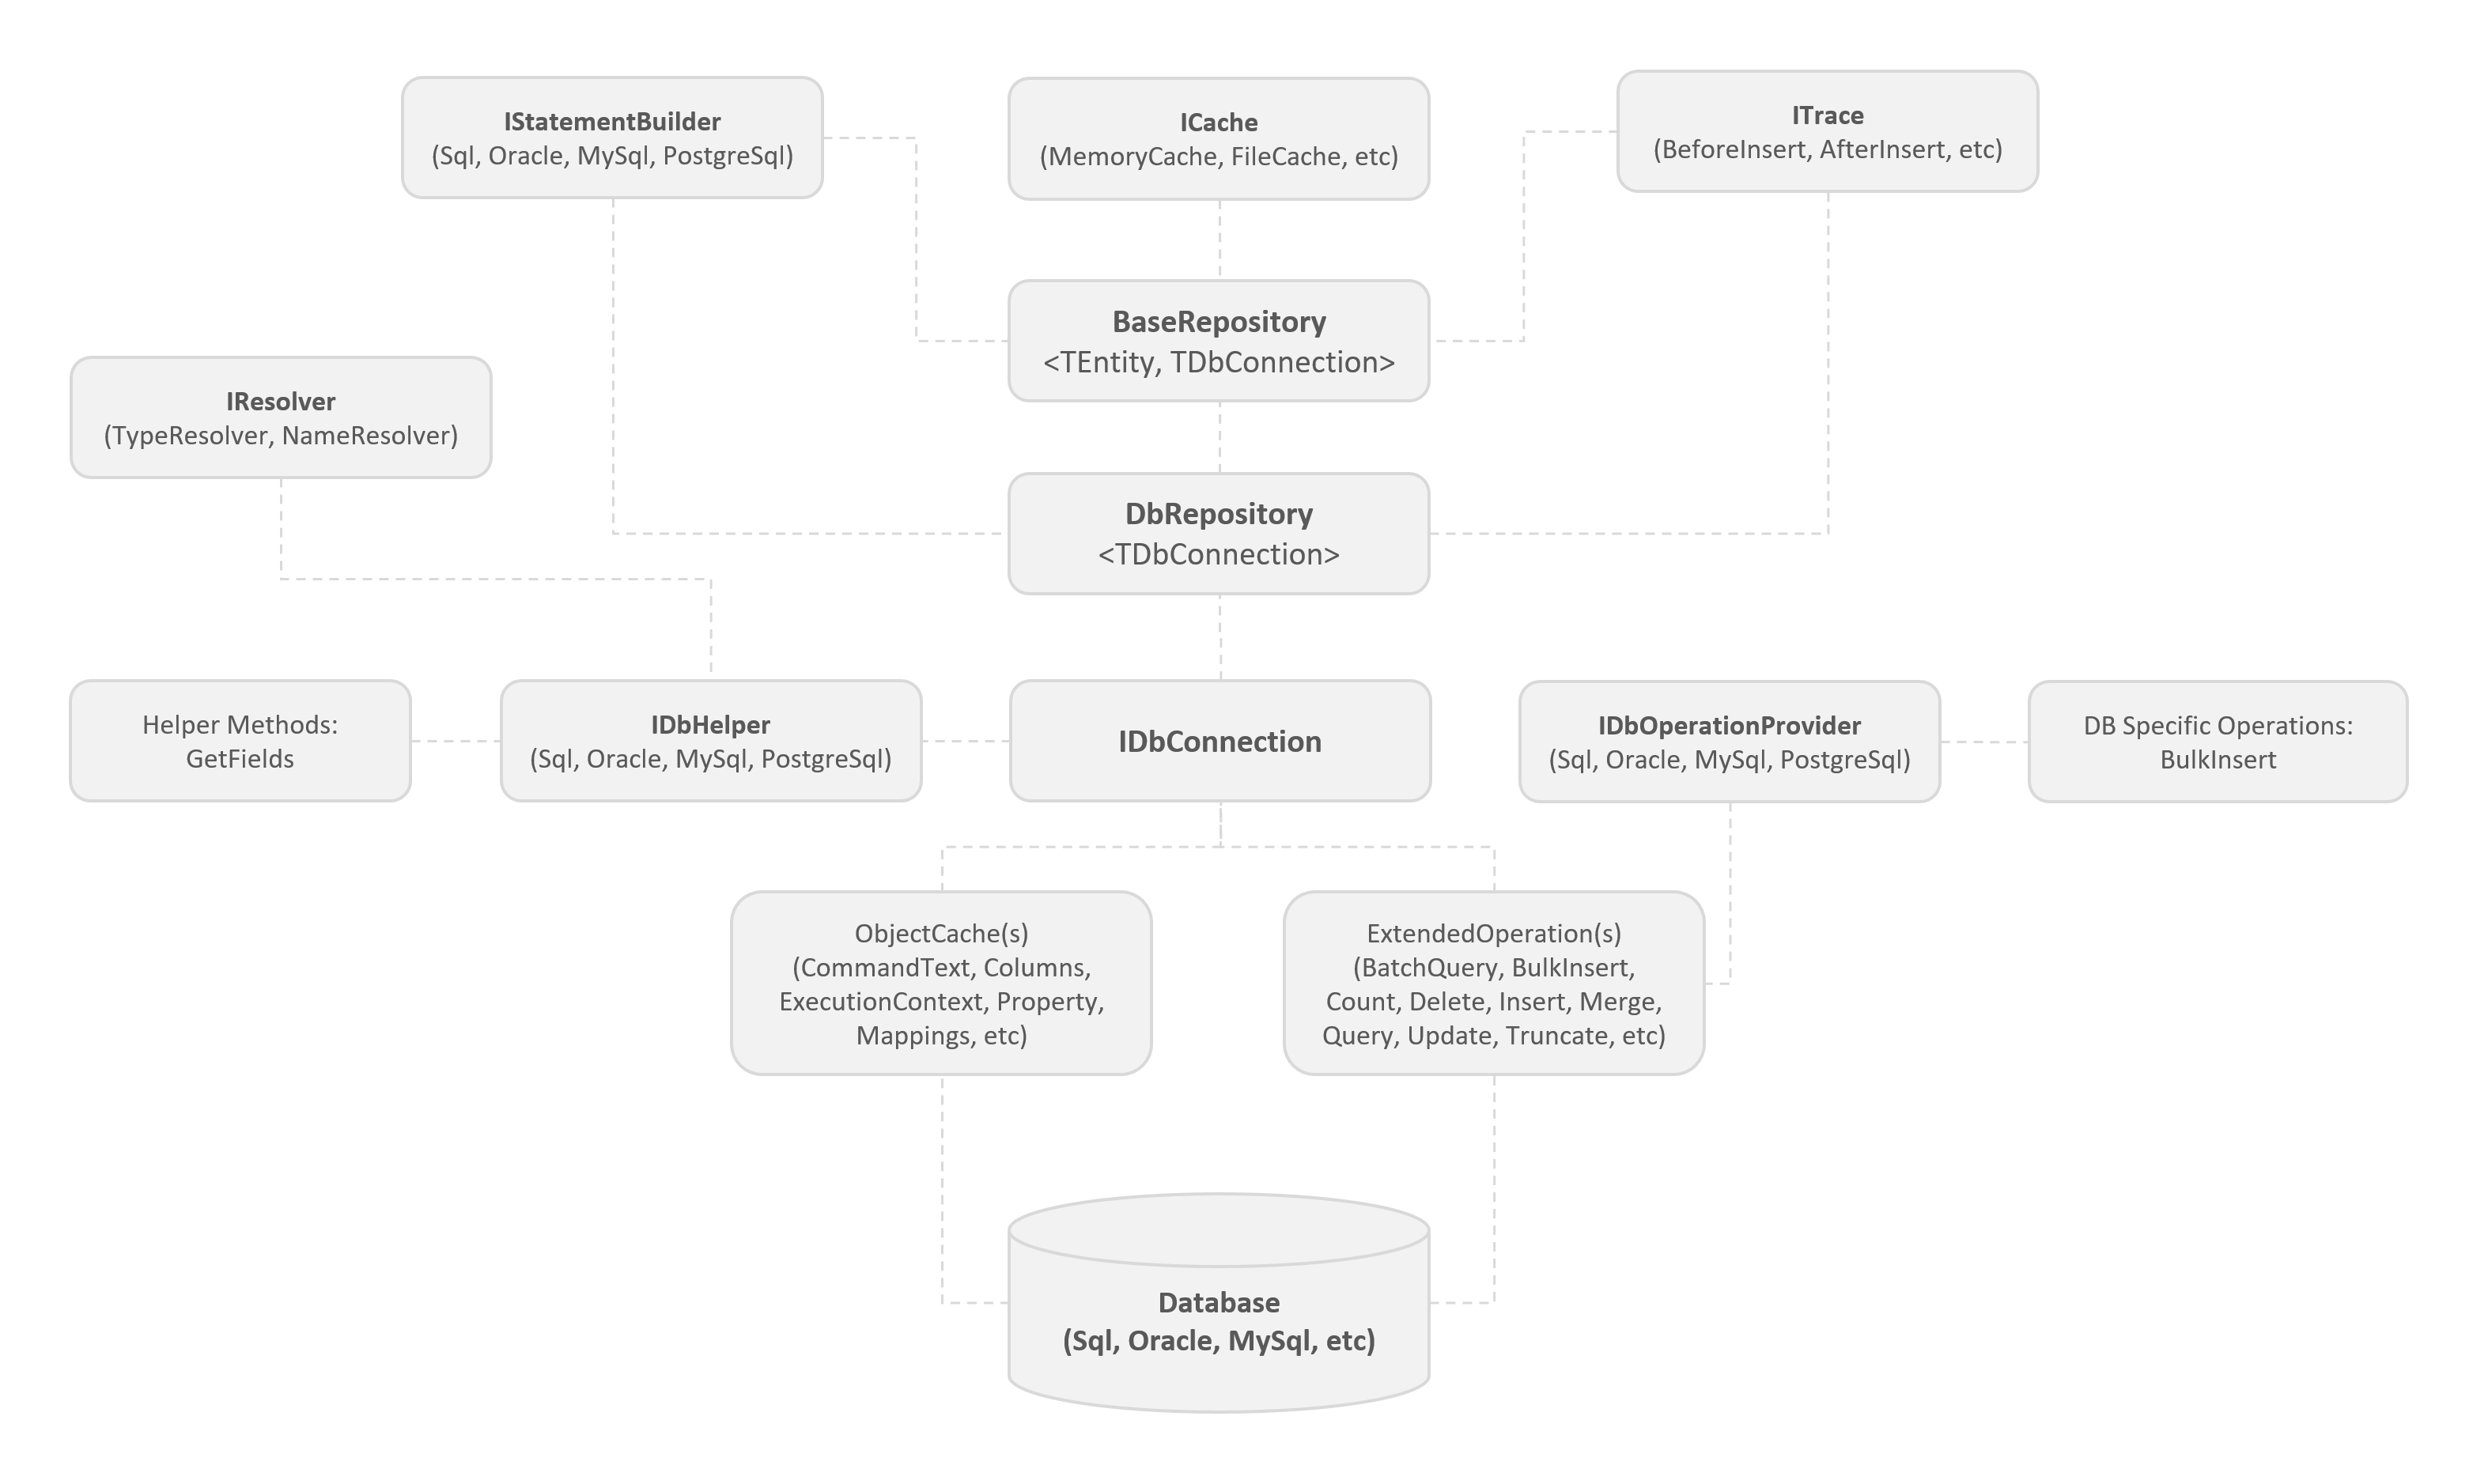 IStatementBuilder
(Sql, Oracle, MySql, PostgreSql)
ICache
(MemoryCache, FileCache, etc)
ITrace
(BeforeInsert, AfterInsert, etc)
BaseRepository
<TEntity, TDbConnection>
IResolver
(TypeResolver, NameResolver)
DbRepository
<TDbConnection>
Helper Methods:
GetFields
IDbHelper
(Sql, Oracle, MySql, PostgreSql)
IDbConnection
IDbOperationProvider
(Sql, Oracle, MySql, PostgreSql)
DB Specific Operations:
BulkInsert
ObjectCache(s)
(CommandText, Columns,
ExecutionContext, Property,
Mappings, etc)
ExtendedOperation(s)
(BatchQuery, BulkInsert,
Count, Delete, Insert, Merge,
Query, Update, Truncate, etc)
Database
(Sql, Oracle, MySql, etc)